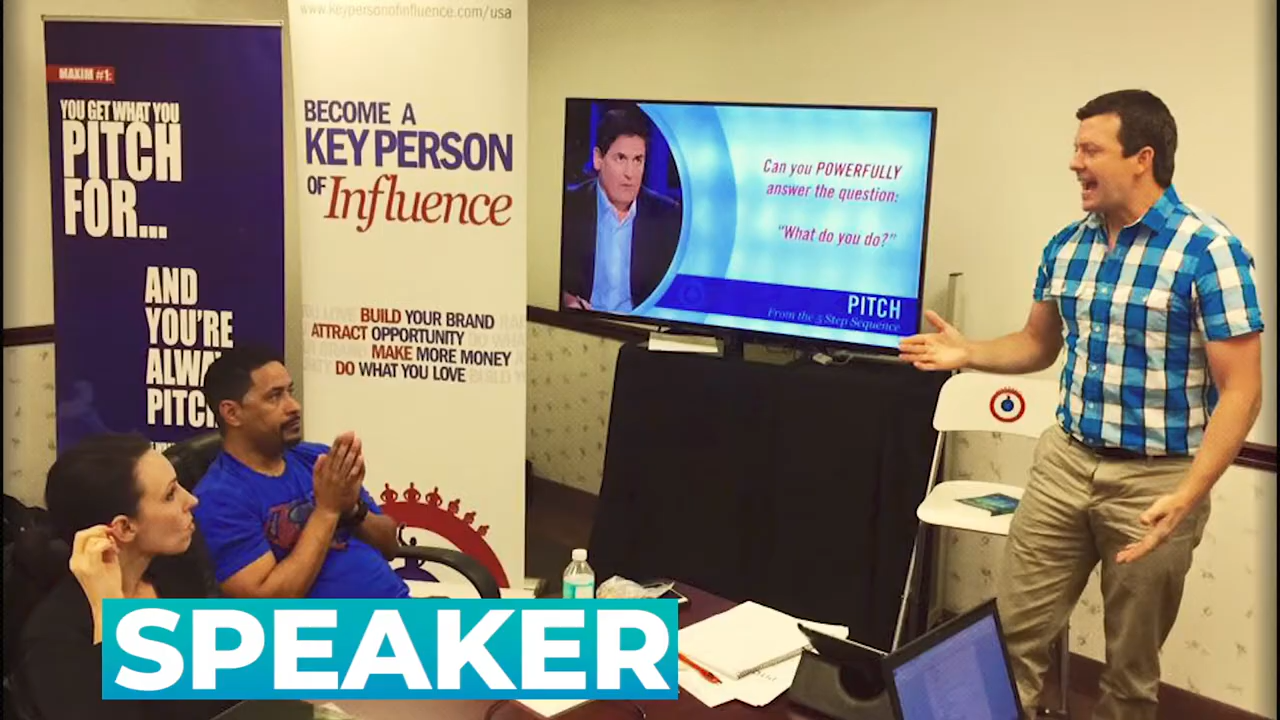 www.keypersonofinfluence.com/usa
MAXIM #1:
YOU GET WHAT YOU
PITCH
FOR...
AND
YOU'RE
PITCH
BECOME A
KEY PERSON
OF Influence
BUILD YOUR BRAND
ATTRACT OPPORTUNITY
MAKE MORE MONEY
DO WHAT YOU LOVE
Can you POWERFULLY
answer the question:
"What do you do?"
PITCH
From the 5 Step Sequence
SPEAKER